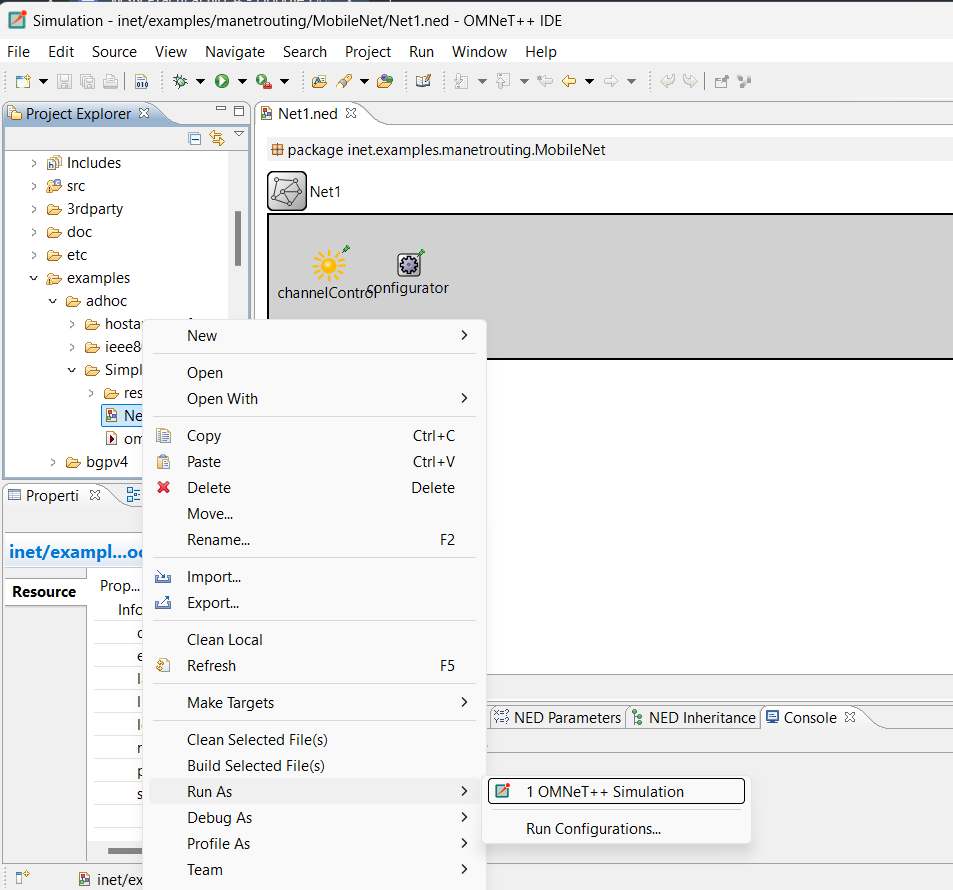 Simulation - inet/examples/manetrouting/MobileNet/Net1.ned - OMNeT++ IDE
File Edit Source View Navigate Search Project Run Window Help
010
Project Explorer
Includes
src
3rdparty
doc
etc
examples
adhoc
hosta
ieee8
Simpl
res
Ne
om
bgpv4
Net1.ned
package inet.examples.manetrouting.MobileNet
Net1
channelControl
configurator
New
Open
Open With
Copy Ctrl+C
Paste Ctrl+V
Delete Delete
Move...
Rename... F2
Import...
Export...
Clean Local
Refresh F5
Make Targets
Clean Selected File(s)
Build Selected File(s)
Run As
Debug As
Profile As
Team
1 OMNeT++ Simulation
Run Configurations...
Properti
inet/exampl...
Resource
Prop...
Info
NED Parameters NED Inheritance Console
inet/ex